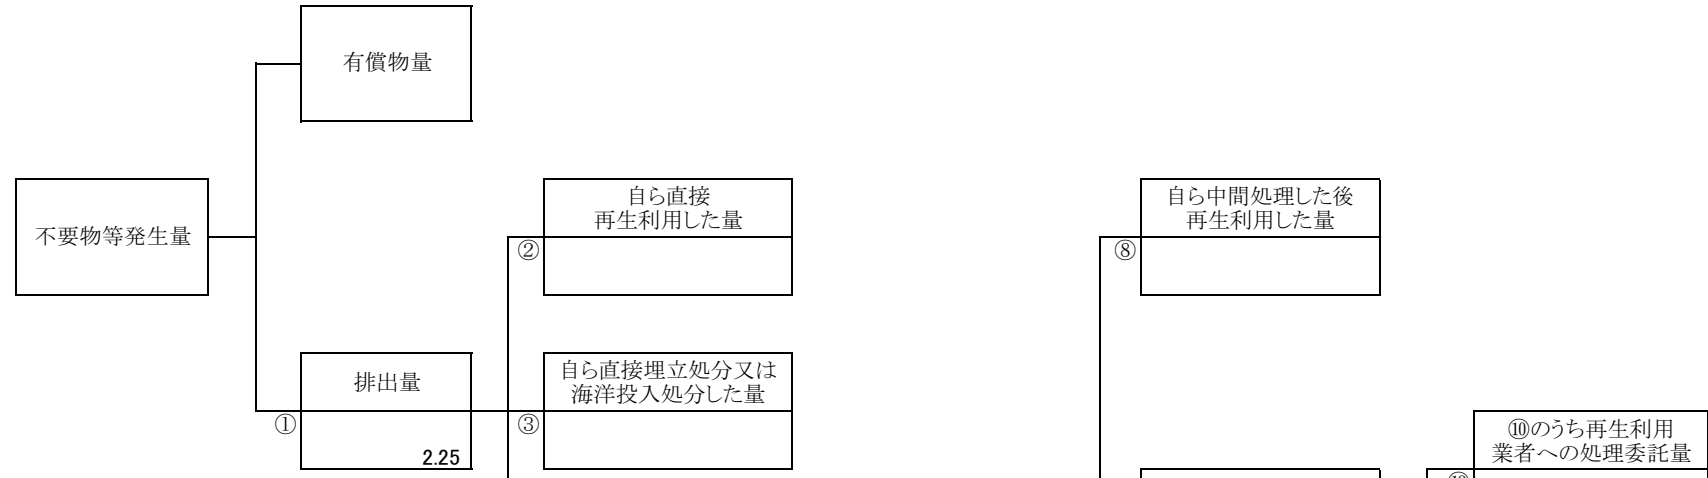 有償物量
不要物等発生量
自ら直接
再生利用した量
②
自ら中間処理した後
再生利用した量
⑧
排出量
①
2.25
自ら直接埋立処分又は
海洋投入処分した量
③
⑩のうち再生利用
業者への処理委託量